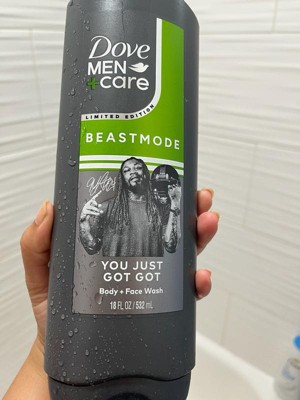 Dove
MEN
+care
LIMITED EDITION
BEASTMODE
YOU JUST
GOT GOT
Body + Face Wash
18 FL OZ / 532 mL